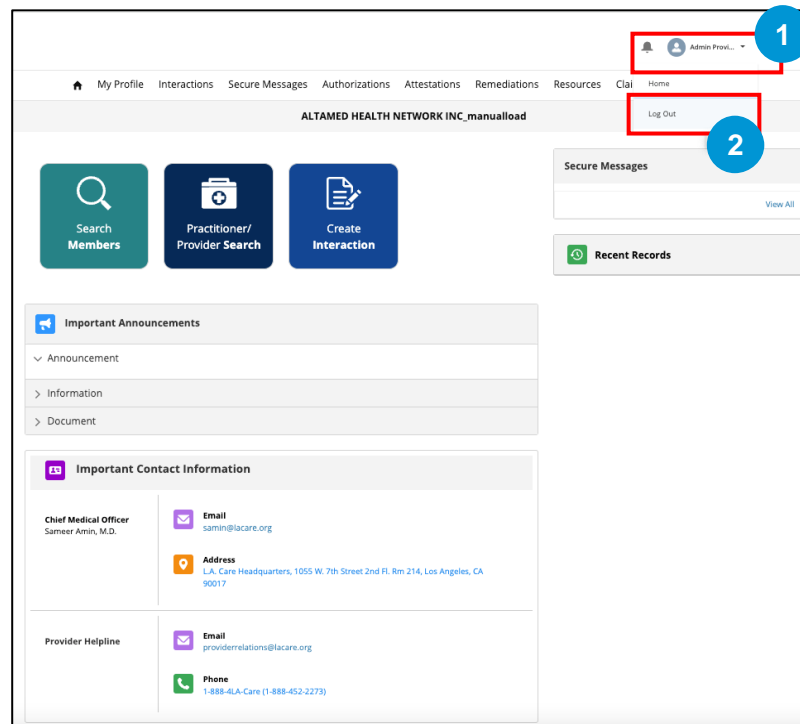 1
Admin Provi...
My Profile Interactions Secure Messages Authorizations Attestations Remediations Resources Clai
Home
Log Out
2
ALTAMED HEALTH NETWORK INC_manualload
Search
Members
Practitioner/
Provider Search
Create
Interaction
Secure Messages
View All
Recent Records
Important Announcements
Announcement
Information
Document
Important Contact Information
Chief Medical Officer
Sameer Amin, M.D.
Email
samin@lacare.org
Address
L.A. Care Headquarters, 1055 W. 7th Street 2nd Fl. Rm 214, Los Angeles, CA
90017
Provider Helpline
Email
providerrelations@lacare.org
Phone
1-888-4LA-Care (1-888-452-2273)